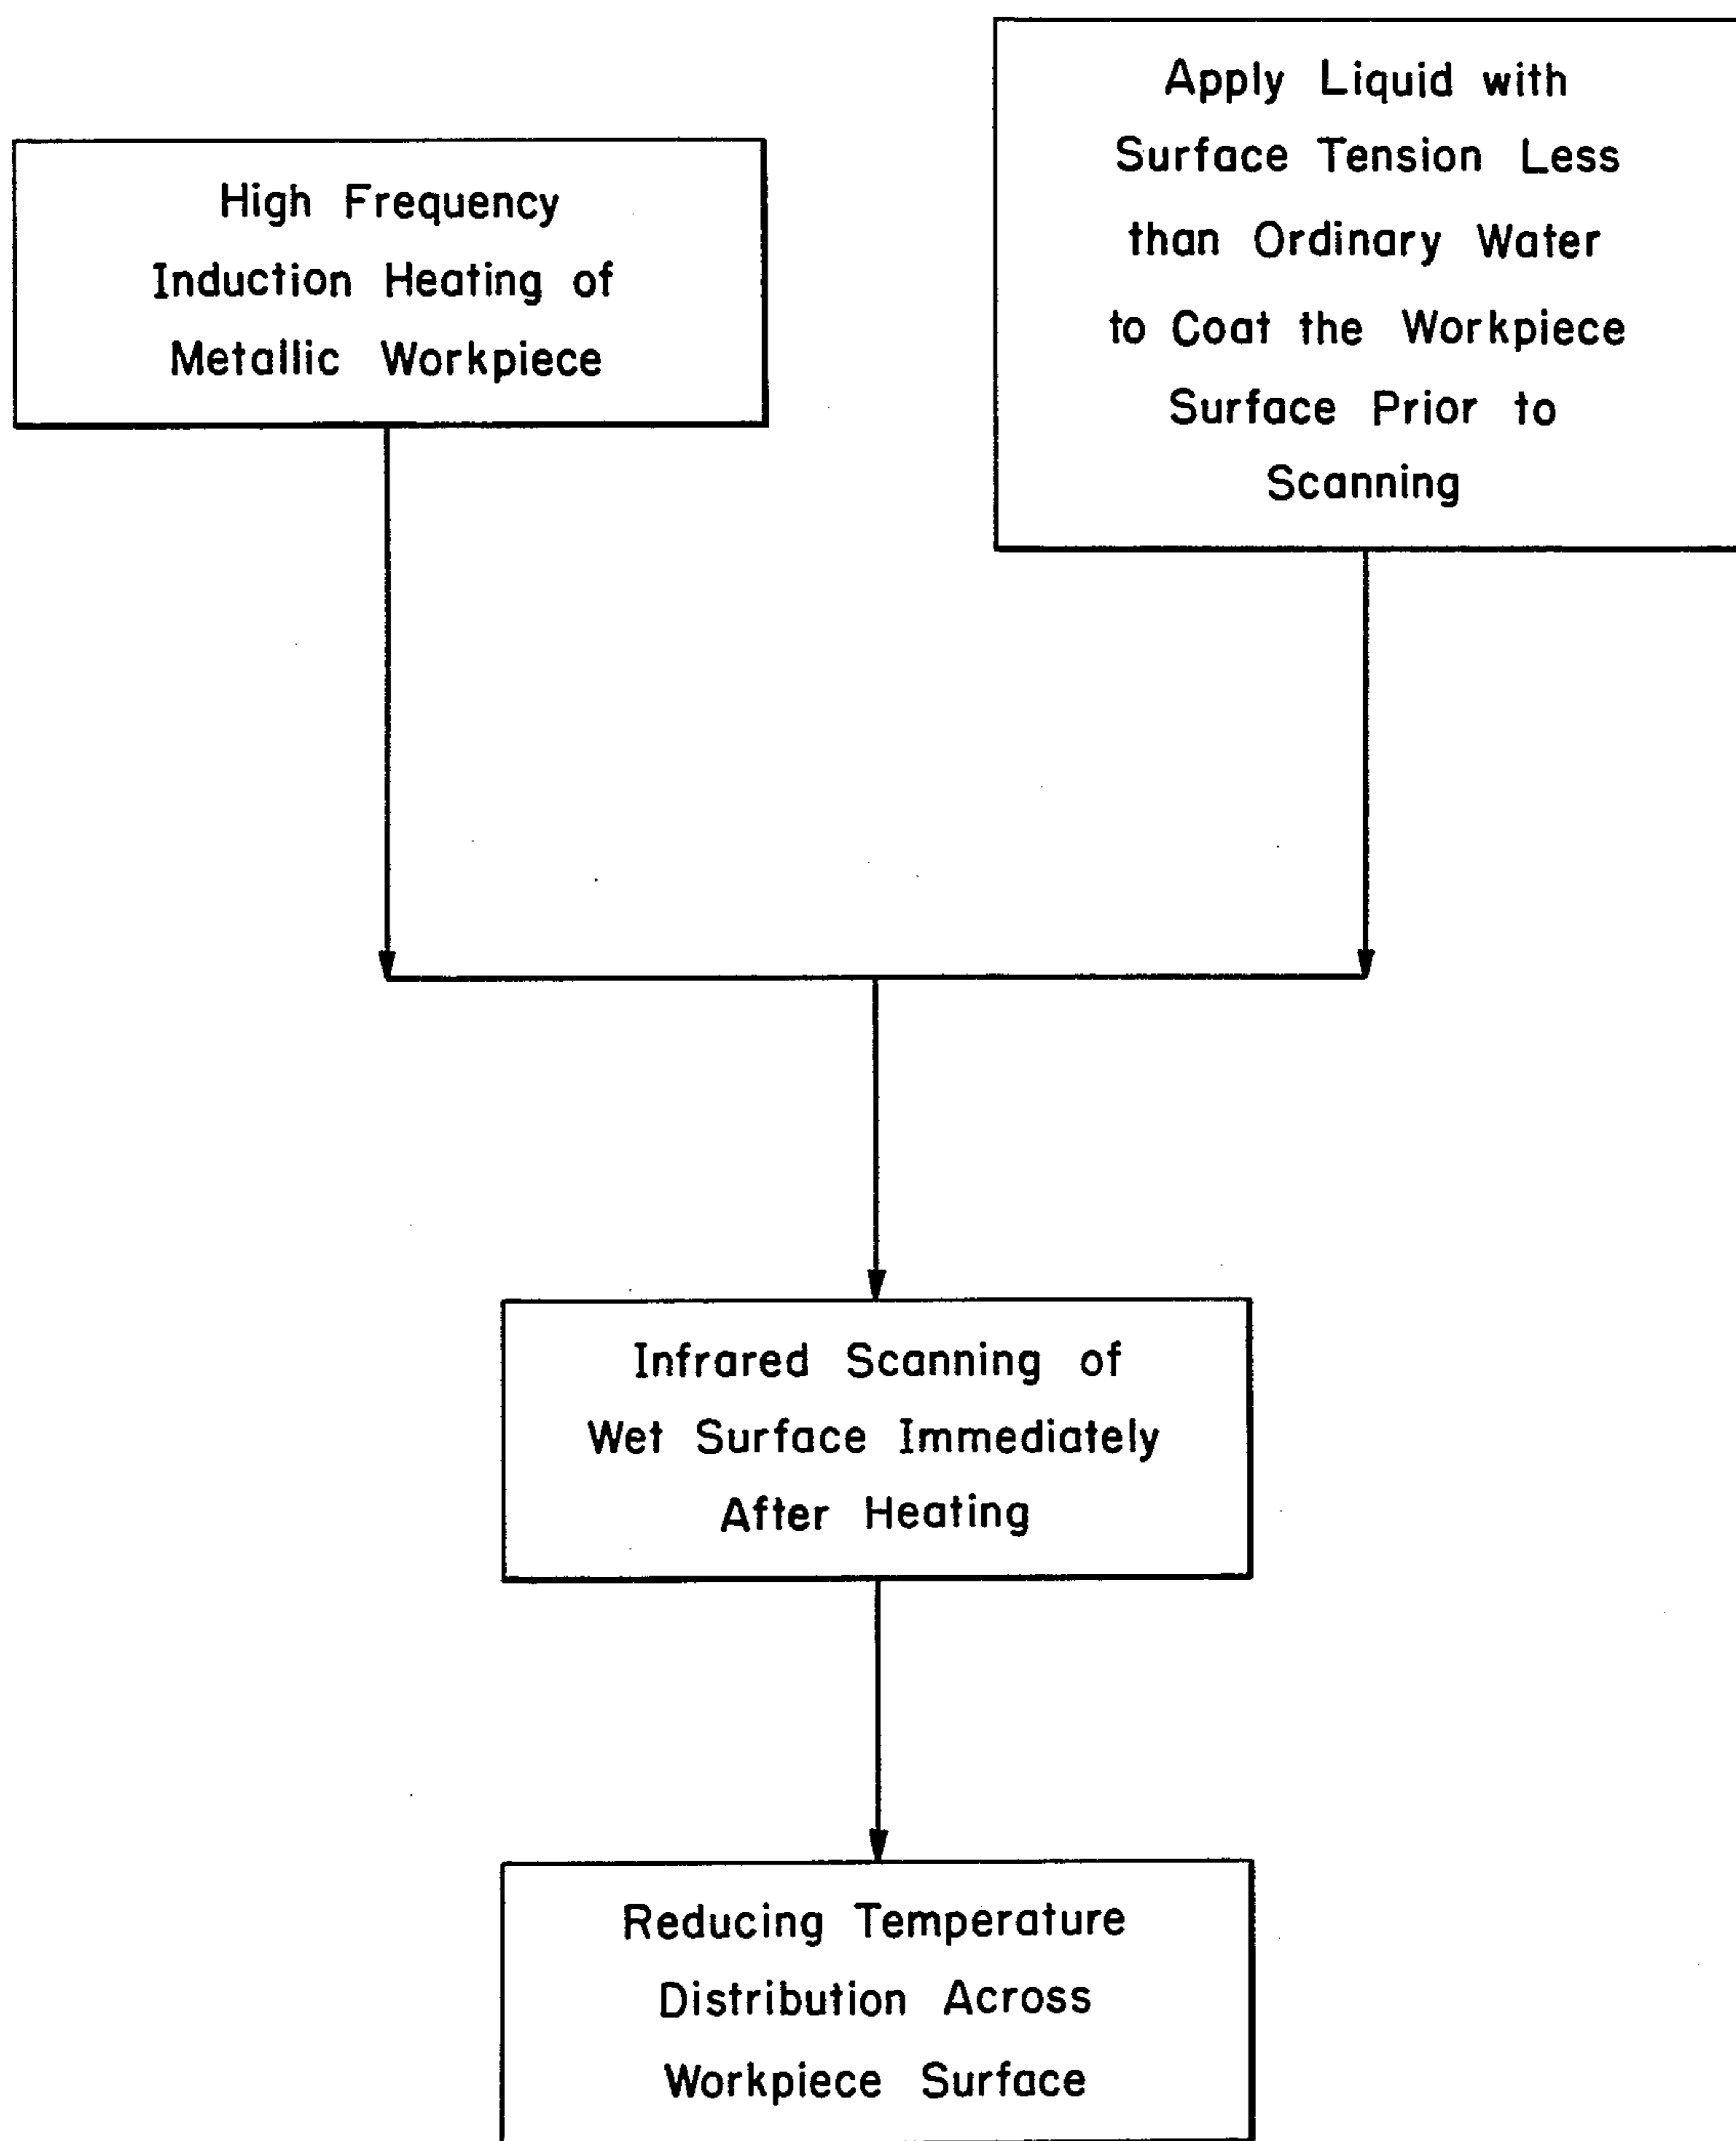 High Frequency
Induction Heating of
Metallic Workpiece
Apply Liquid with
Surface Tension Less
than Ordinary Water
to Coat the Workpiece
Surface Prior to
Scanning
Infrared Scanning of
Wet Surface Immediately
After Heating
Reducing Temperature
Distribution Across
Workpiece Surface